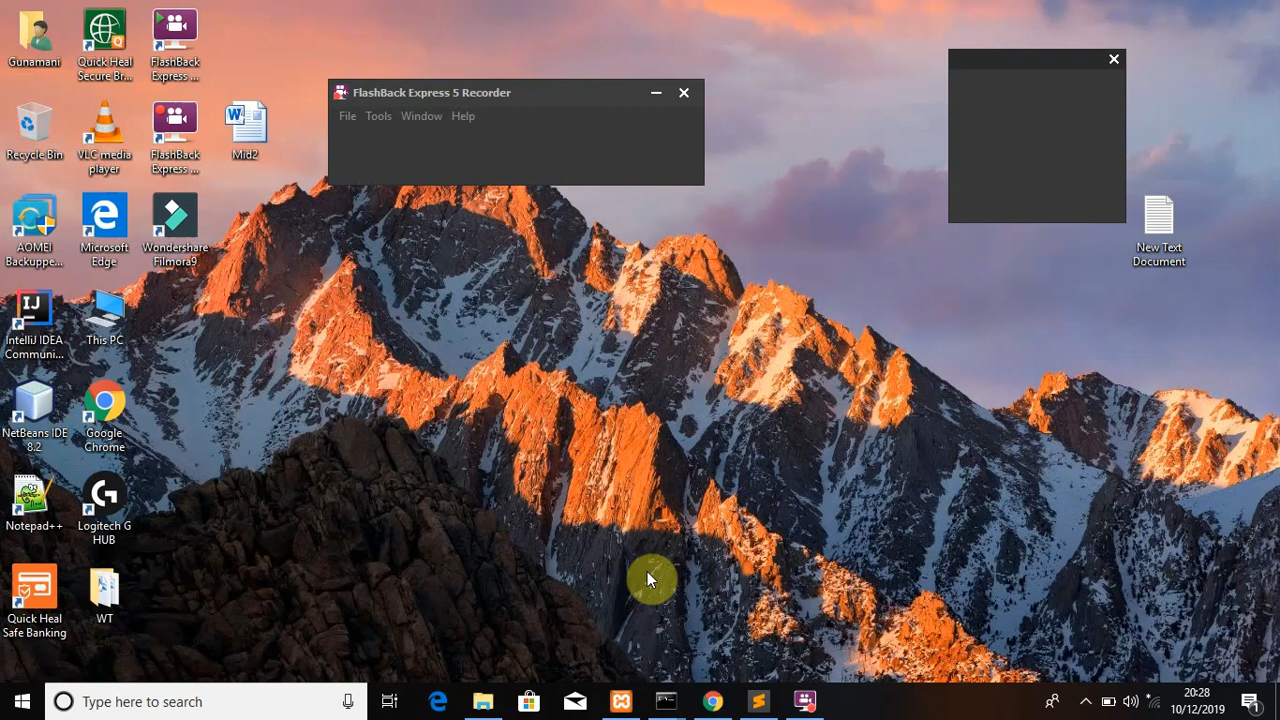 Gunamani
Quick Heal
Secure Br...
FlashBack
Express ...
FlashBack Express 5 Recorder
File Tools Window Help
Recycle Bin
VLC media
player
FlashBack
Express ...
Mid2
AOMEI
Backuppe...
Microsoft
Edge
Wondershare
Filmora9
New Text
Document
IJ
IntelliJ IDEA
Communi...
This PC
NetBeans IDE
8.2
Google
Chrome
Notepad++
Logitech G
HUB
Quick Heal
Safe Banking
WT
Type here to search
20:28
10/12/2019
1